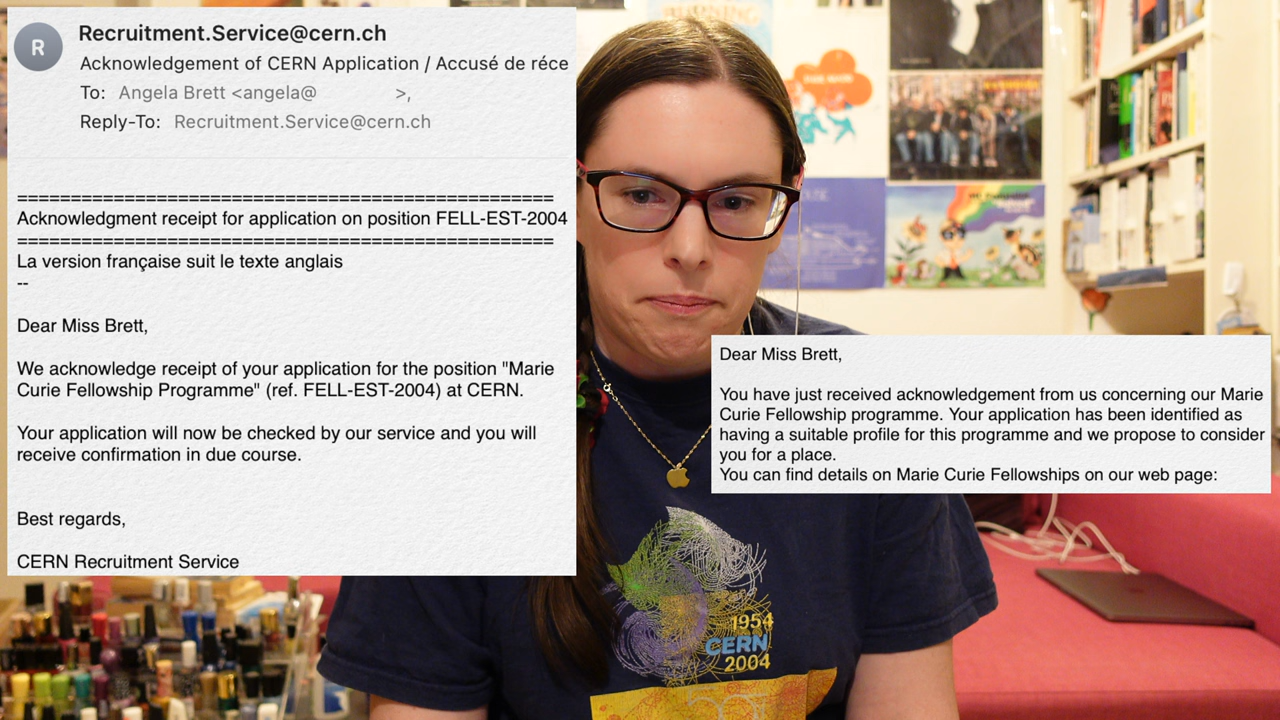 R
Recruitment.Service@cern.ch
Acknowledgement of CERN Application / Accusé de réce
To: Angela Brett <angela@ >,
Reply-To: Recruitment.Service@cern.ch
==================================================
Acknowledgment receipt for application on position FELL-EST-2004
==================================================
La version française suit le texte anglais
--
Dear Miss Brett,
We acknowledge receipt of your application for the position "Marie
Curie Fellowship Programme" (ref. FELL-EST-2004) at CERN.
Your application will now be checked by our service and you will
receive confirmation in due course.
Best regards,
CERN Recruitment Service
Dear Miss Brett,
You have just received acknowledgement from us concerning our Marie
Curie Fellowship programme. Your application has been identified as
having a suitable profile for this programme and we propose to consider
you for a place.
You can find details on Marie Curie Fellowships on our web page:
1954
CERN
2004